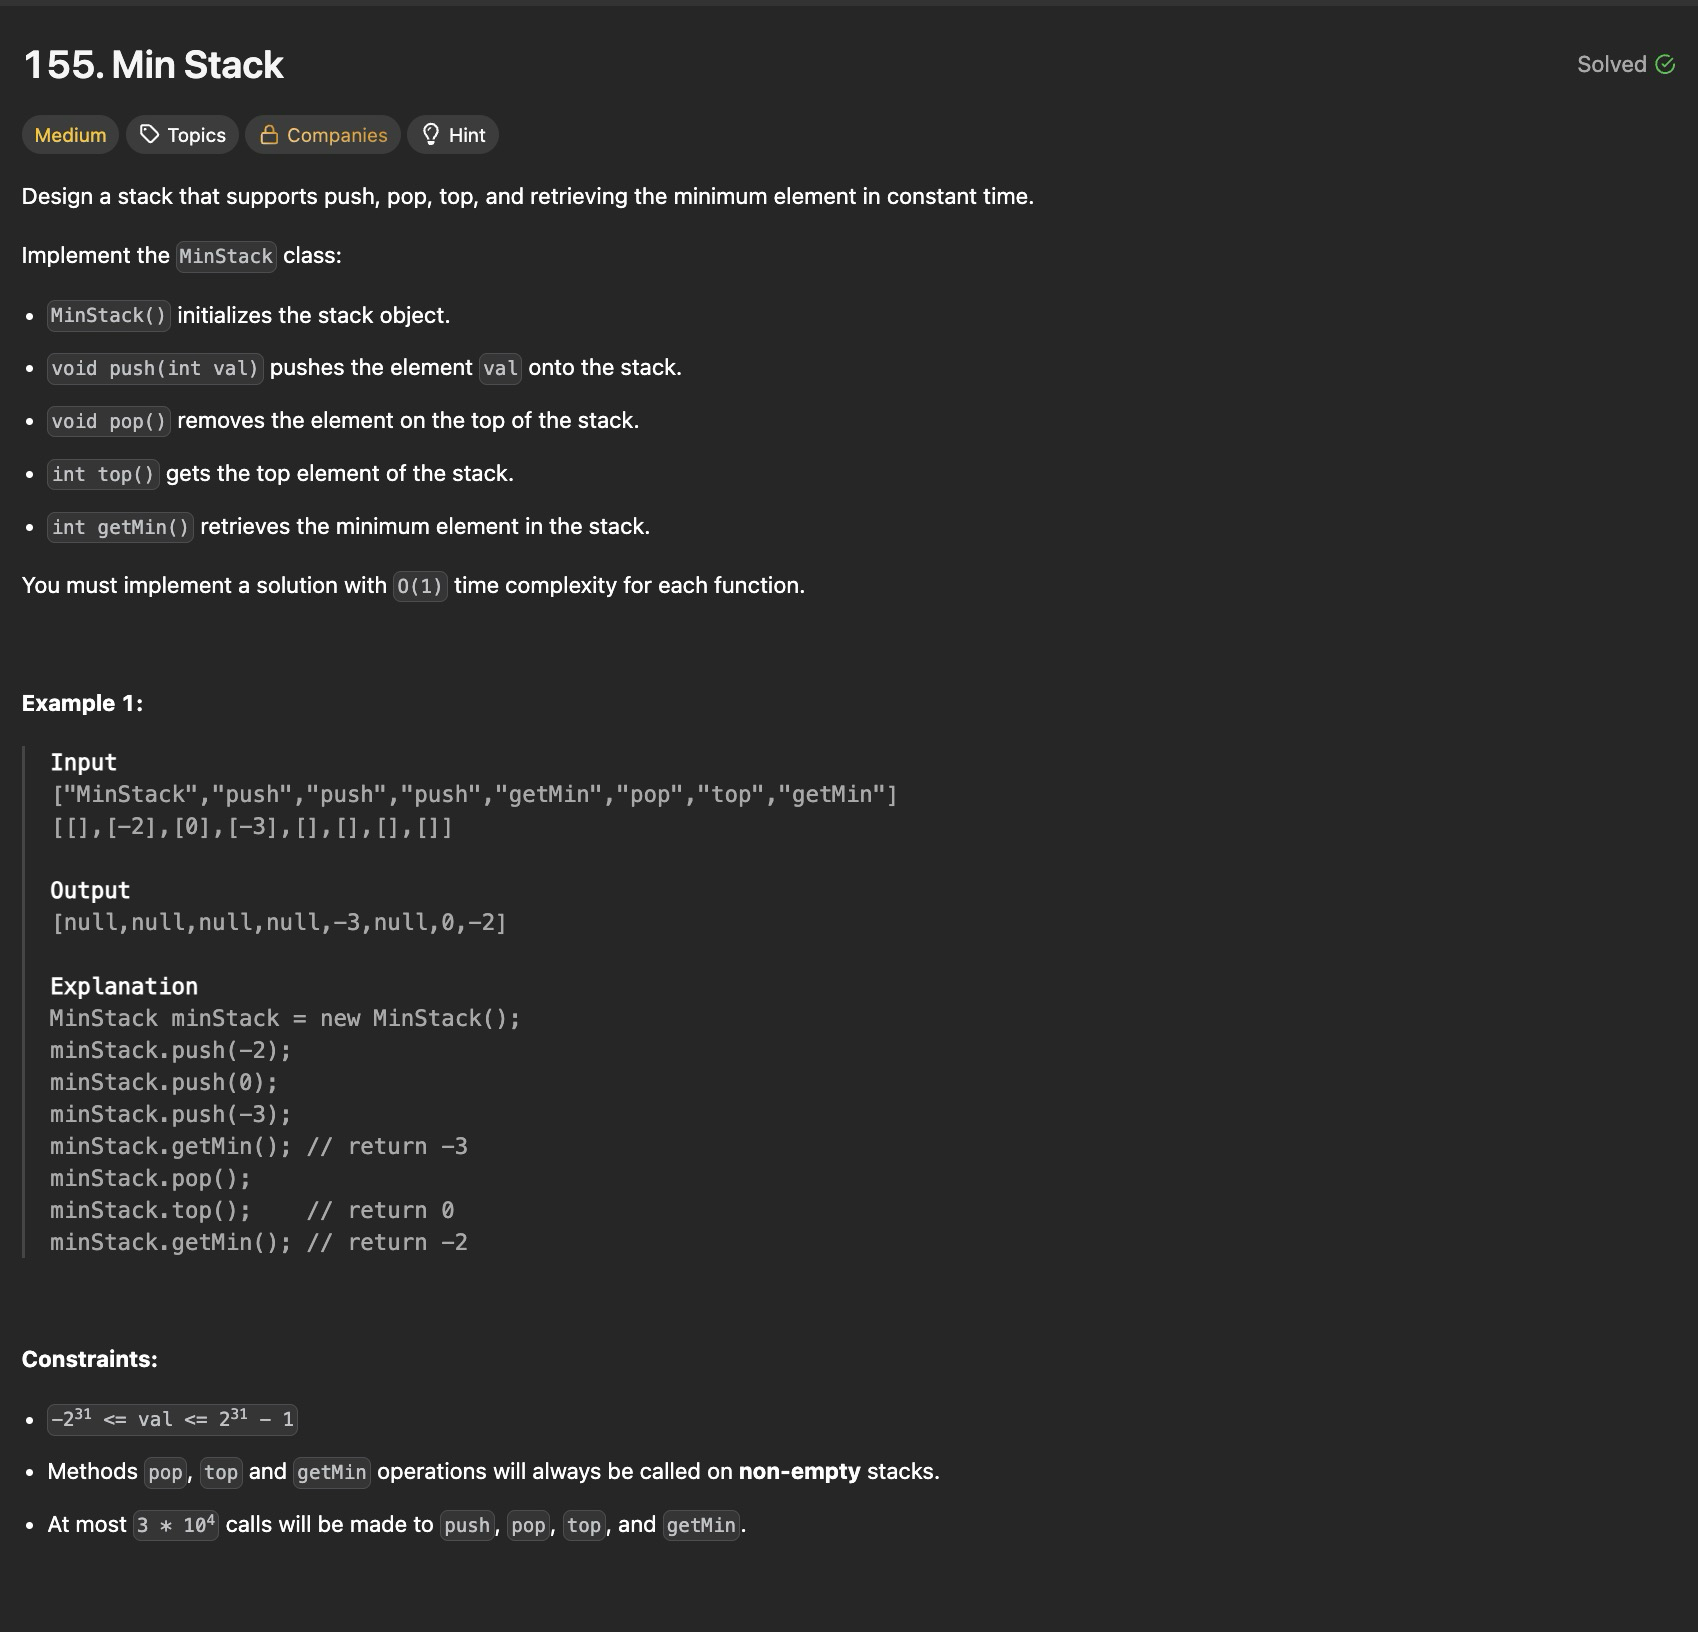 155. Min Stack
Solved
Medium Topics Companies Hint
Design a stack that supports push, pop, top, and retrieving the minimum element in constant time.
Implement the MinStack class:
• MinStack() initializes the stack object.
• void push(int val) pushes the element val onto the stack.
• void pop() removes the element on the top of the stack.
• int top() gets the top element of the stack.
• int getMin() retrieves the minimum element in the stack.
You must implement a solution with O(1) time complexity for each function.
Example 1:
Input
["MinStack","push","push","push","getMin","pop","top","getMin"]
[[],[-2],[0],[-3],[],[],[],[]]
Output
[null,null,null,null,-3,null,0,-2]
Explanation
MinStack minStack = new MinStack();
minStack.push(-2);
minStack.push(0);
minStack.push(-3);
minStack.getMin(); // return -3
minStack.pop();
minStack.top();    // return 0
minStack.getMin(); // return -2
Constraints:
• -2³¹ <= val <= 2³¹ - 1
• Methods pop, top and getMin operations will always be called on non-empty stacks.
• At most 3 * 10⁴ calls will be made to push, pop, top, and getMin.